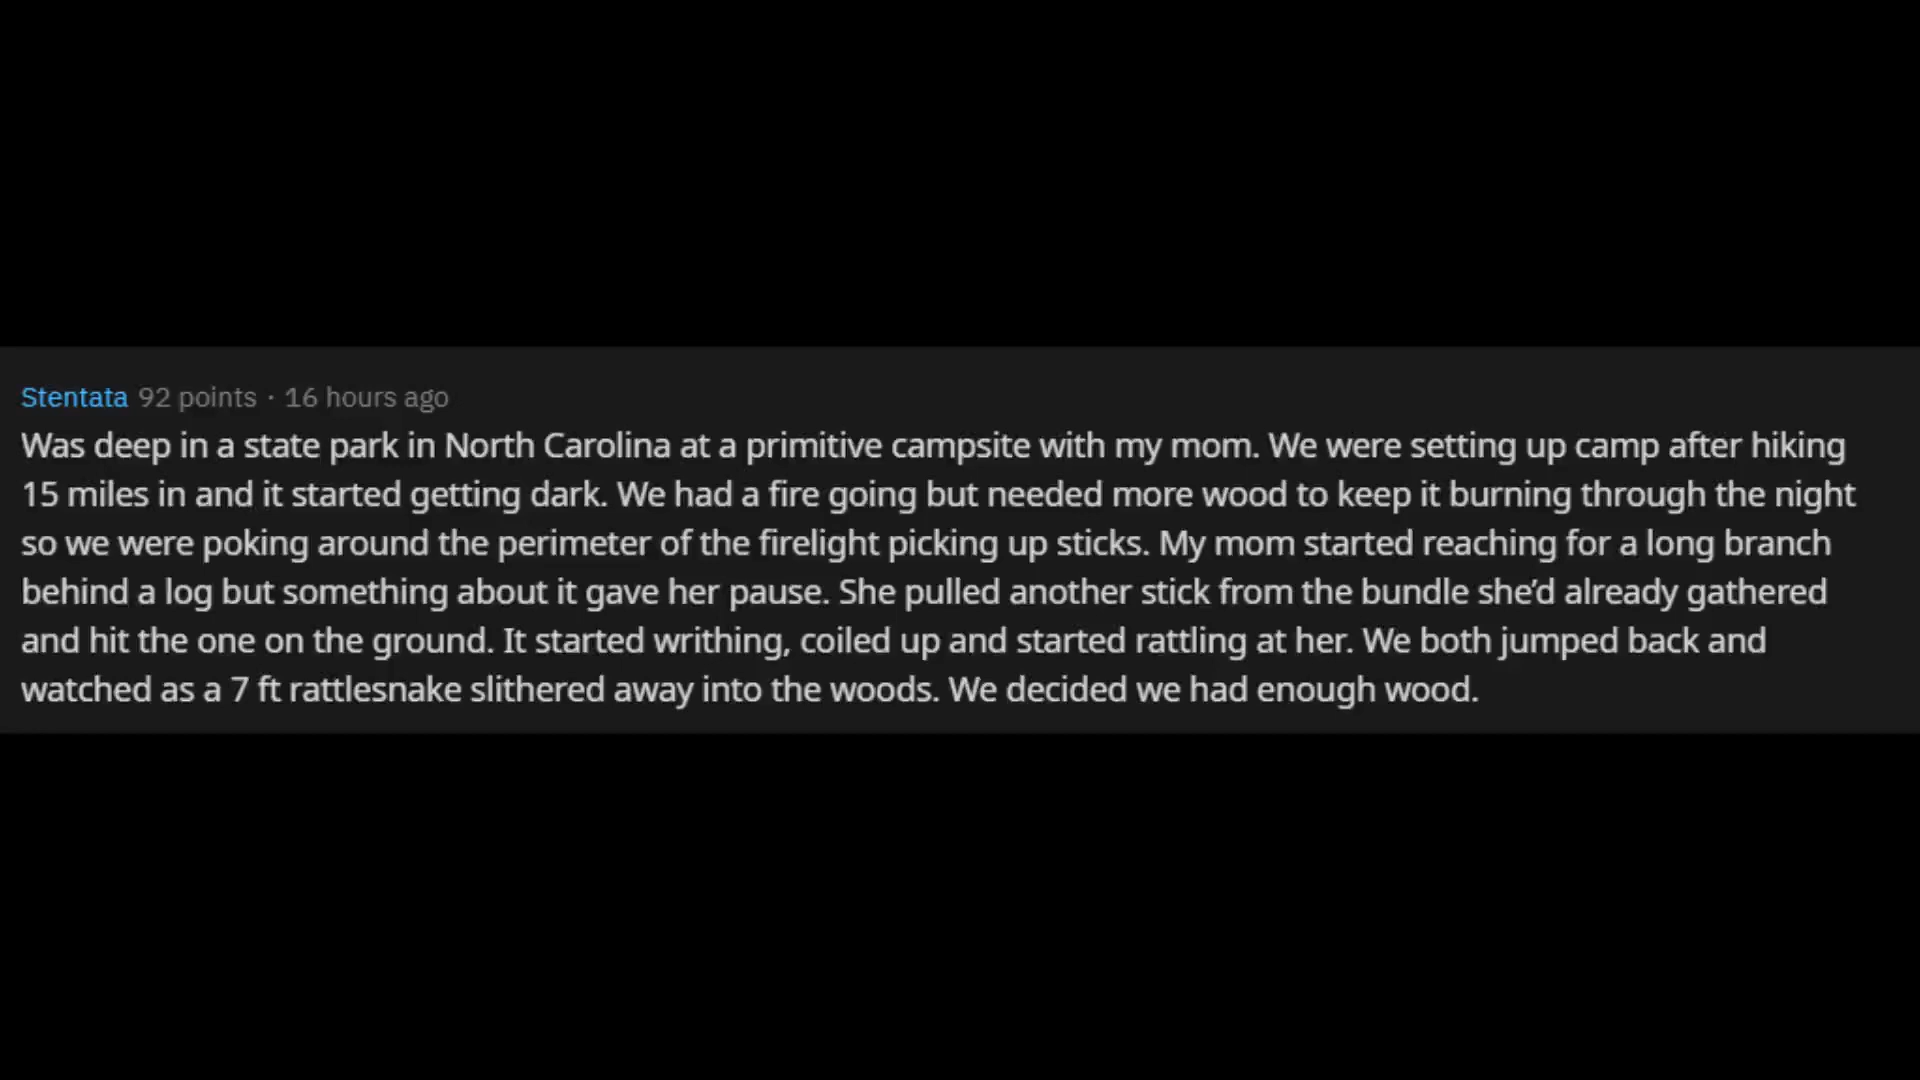 Stentata 92 points · 16 hours ago
Was deep in a state park in North Carolina at a primitive campsite with my mom. We were setting up camp after hiking
15 miles in and it started getting dark. We had a fire going but needed more wood to keep it burning through the night
so we were poking around the perimeter of the firelight picking up sticks. My mom started reaching for a long branch
behind a log but something about it gave her pause. She pulled another stick from the bundle she’d already gathered
and hit the one on the ground. It started writhing, coiled up and started rattling at her. We both jumped back and
watched as a 7 ft rattlesnake slithered away into the woods. We decided we had enough wood.